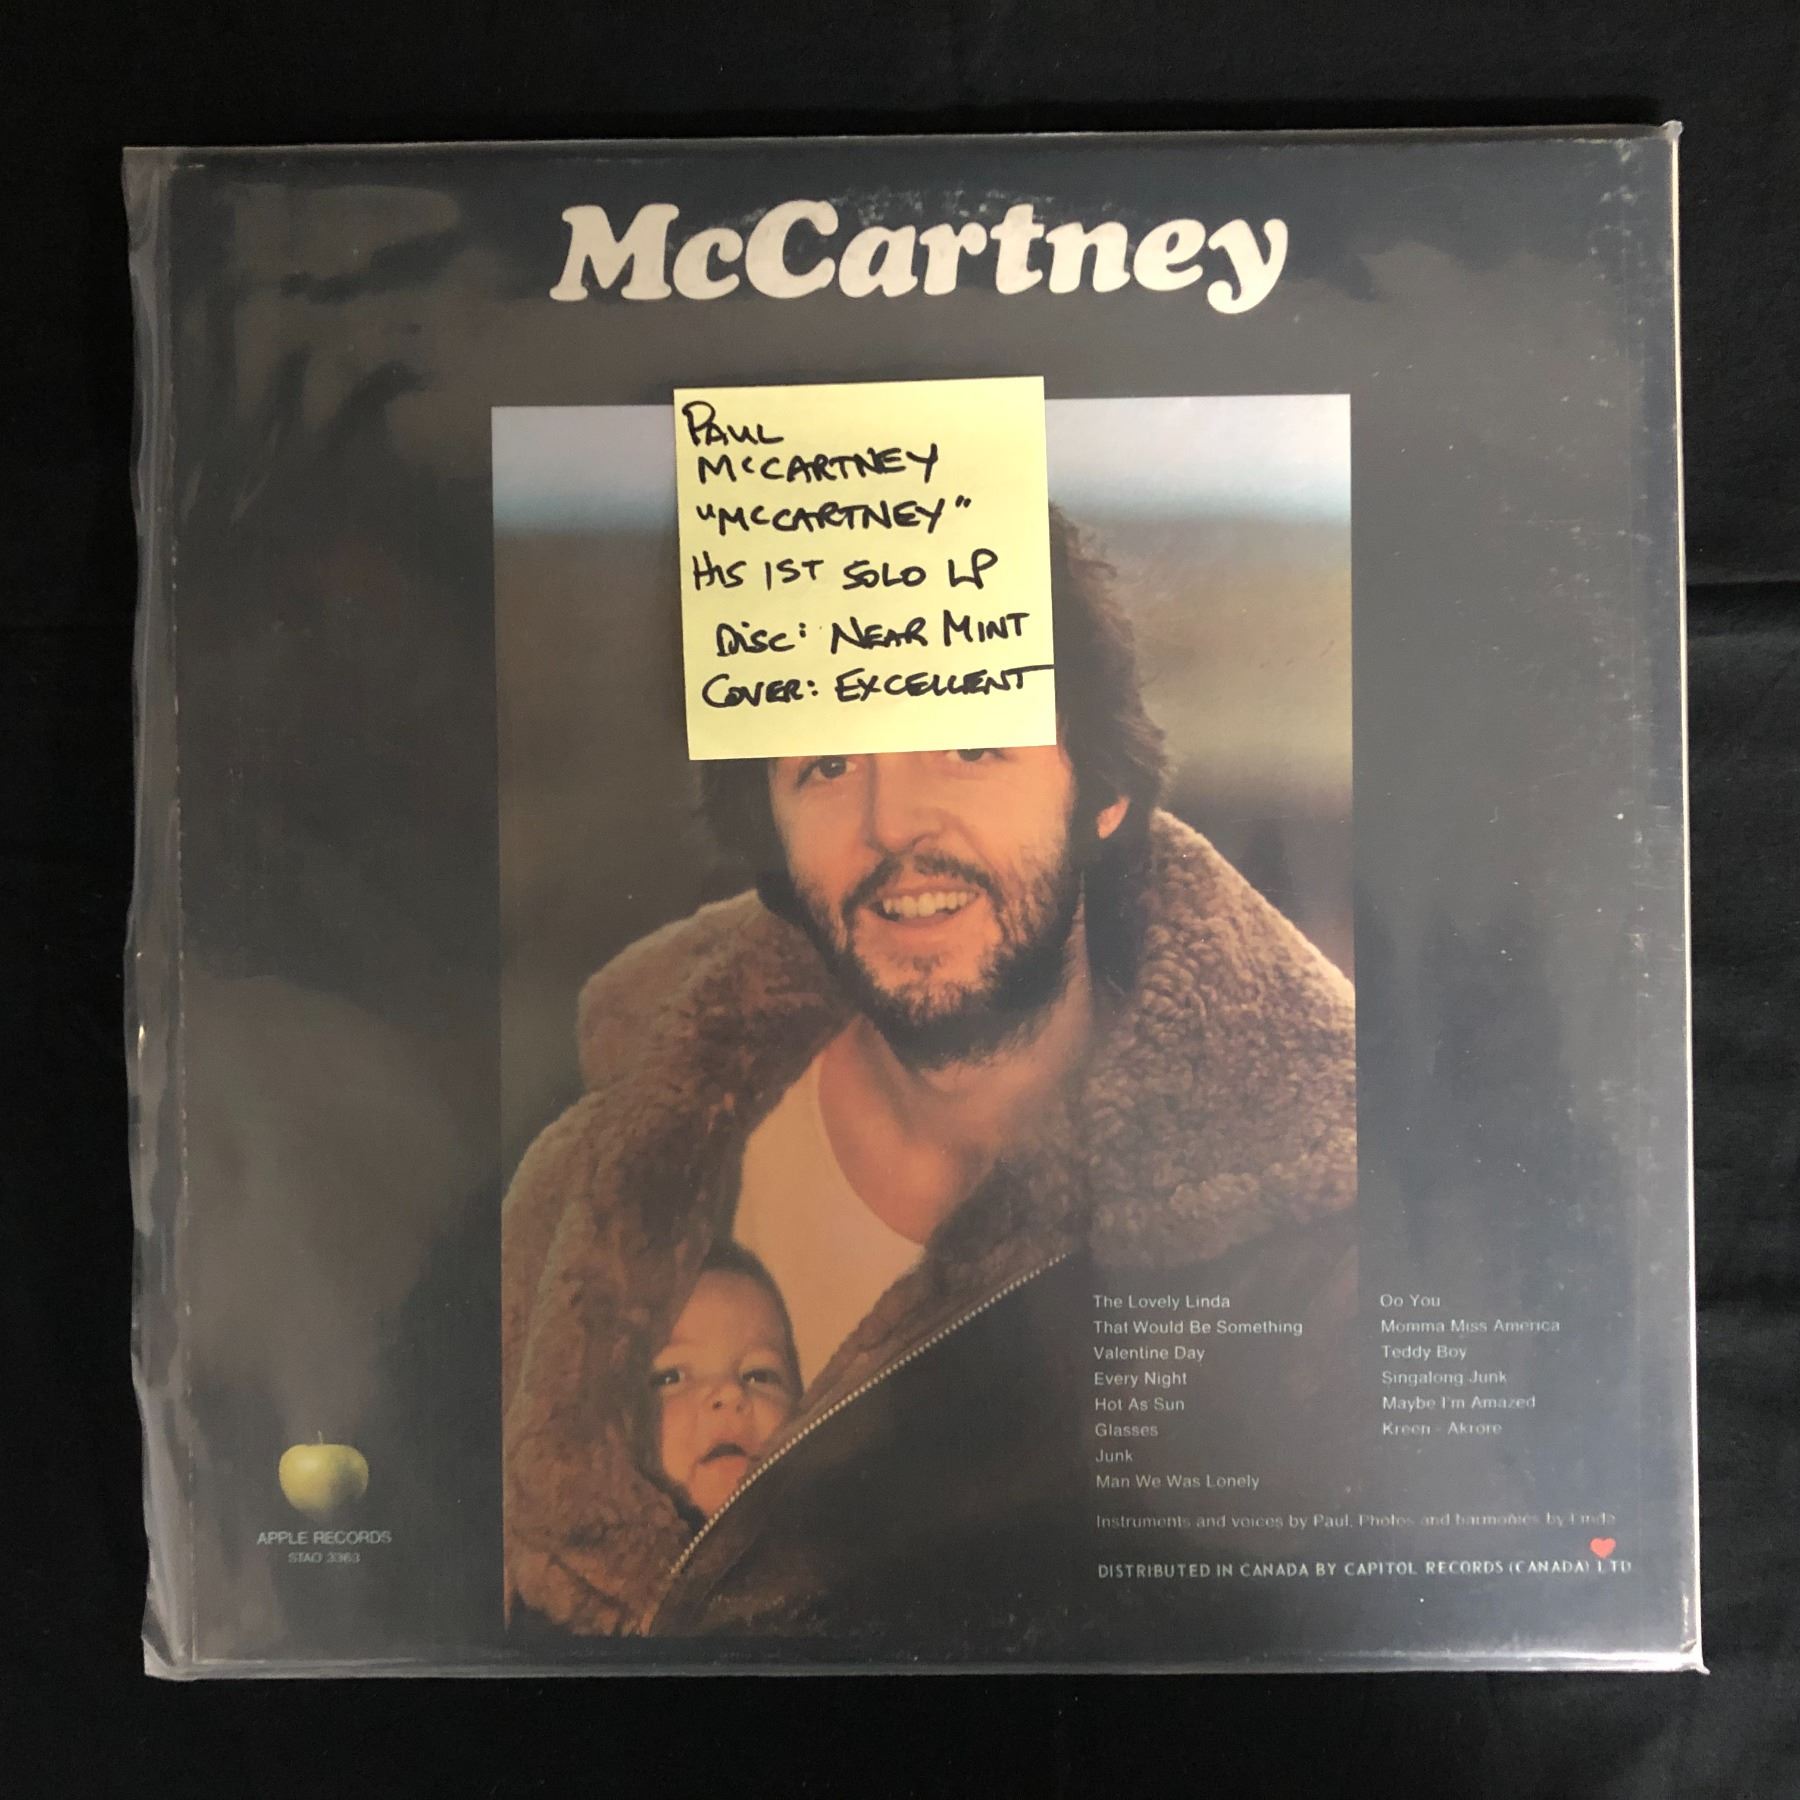 McCartney
PAUL
McCARTNEY
"McCARTNEY"
HIS 1ST SOLO LP
DISC: NEAR MINT
COVER: EXCELLENT
The Lovely Linda
That Would Be Something
Valentine Day
Every Night
Hot As Sun
Glasses
Junk
Man We Was Lonely
Oo You
Momma Miss America
Teddy Boy
Singalong Junk
Maybe I'm Amazed
Kreen - Akrore
Instruments and voices by Paul. Photos and harmonies by Linda
DISTRIBUTED IN CANADA BY CAPITOL RECORDS (CANADA) LTD
APPLE RECORDS
STAO 3363